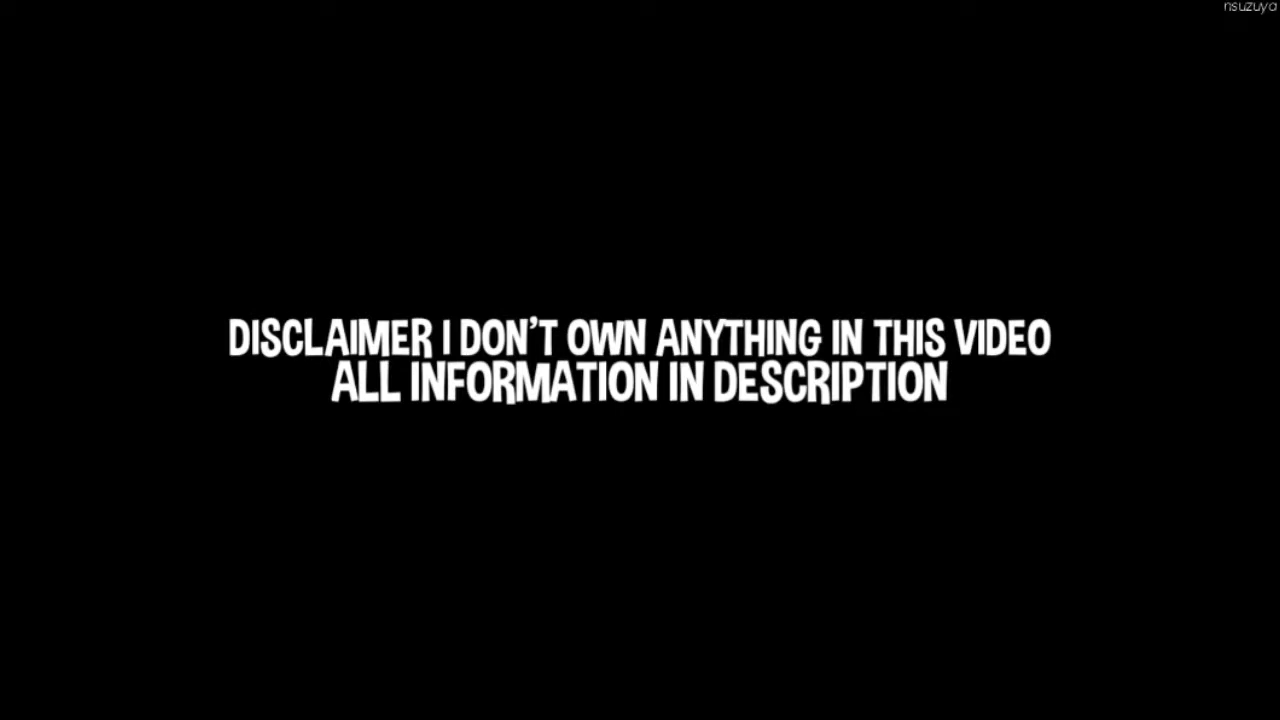 nsuzuya
DISCLAIMER I DON'T OWN ANYTHING IN THIS VIDEO
ALL INFORMATION IN DESCRIPTION